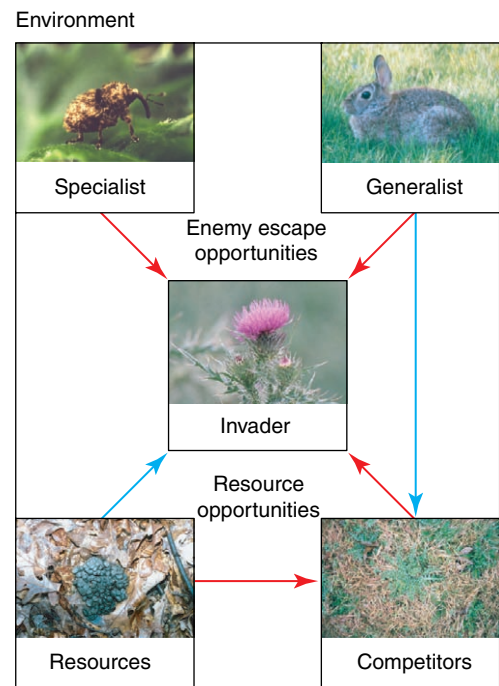 Environment
Specialist
Generalist
Enemy escape
opportunities
Invader
Resource
opportunities
Resources
Competitors